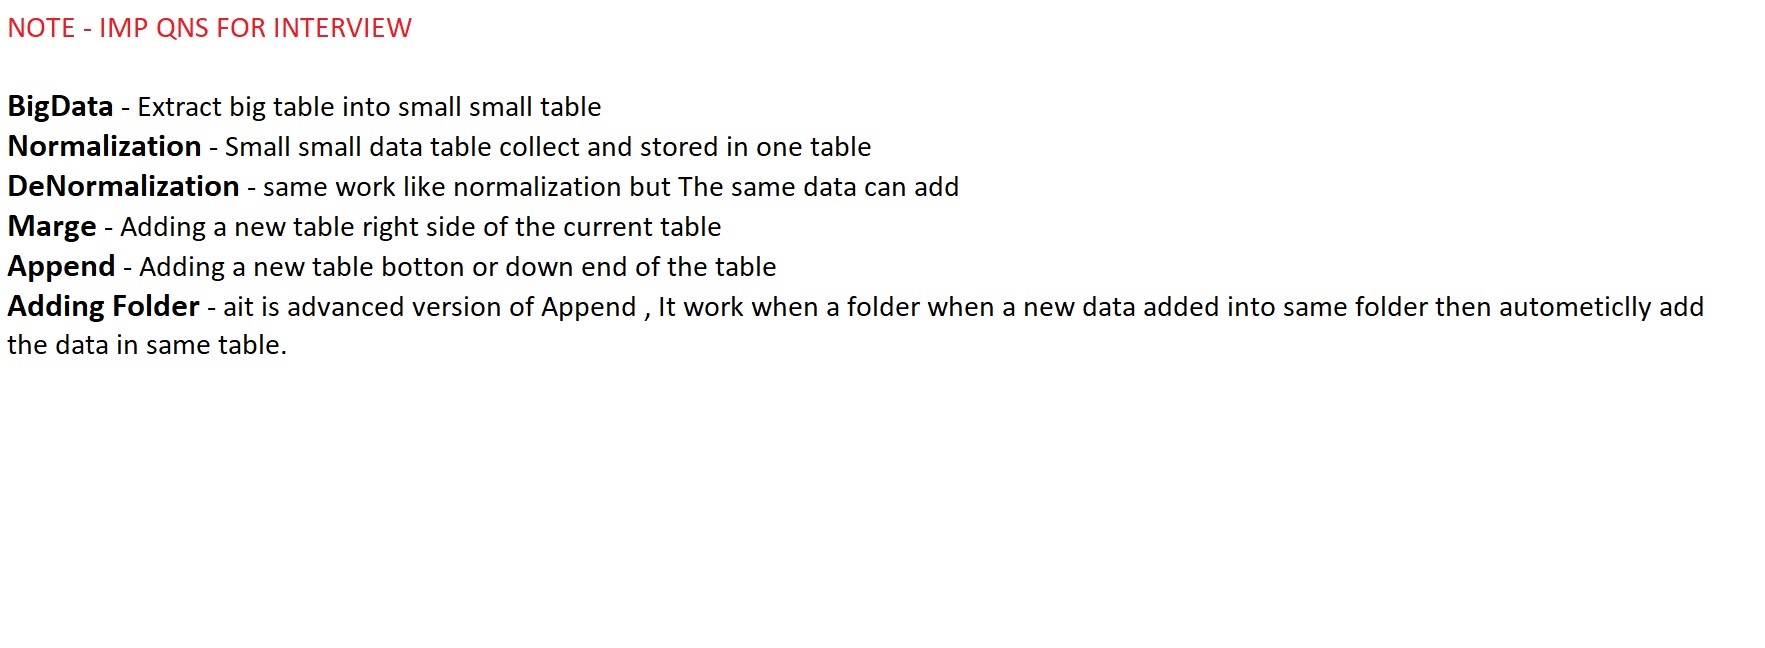 NOTE - IMP QNS FOR INTERVIEW
BigData - Extract big table into small small table
Normalization - Small small data table collect and stored in one table
DeNormalization - same work like normalization but The same data can add
Marge - Adding a new table right side of the current table
Append - Adding a new table botton or down end of the table
Adding Folder - ait is advanced version of Append , It work when a folder when a new data added into same folder then autometiclly add
the data in same table.